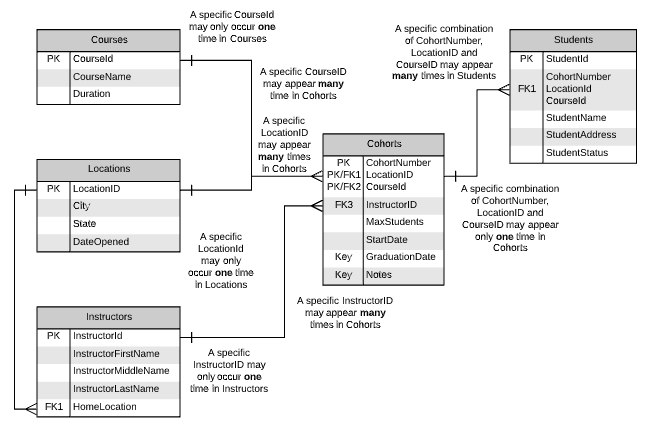 A specific CourseId
may only occur one
time in Courses
Courses
PK CourseId
CourseName
Duration
A specific CourseID
may appear many
time in Cohorts
A specific combination
of CohortNumber,
LocationID and
CourseID may appear
many times in Students
Students
PK StudentId
CohortNumber
FK1 LocationId
CourseId
StudentName
StudentAddress
StudentStatus
A specific
LocationID
may appear
many times
in Cohorts
Locations
PK LocationID
City
State
DateOpened
A specific
LocationId
may only
occur one time
in Locations
Cohorts
PK CohortNumber
PK/FK1 LocationID
PK/FK2 CourseId
FK3 InstructorID
MaxStudents
StartDate
Key GraduationDate
Key Notes
A specific combination
of CohortNumber,
LocationID and
CourseID may appear
only one time in
Cohorts
A specific InstructorID
may appear many
times in Cohorts
Instructors
PK InstructorId
InstructorFirstName
InstructorMiddleName
InstructorLastName
FK1 HomeLocation
A specific
InstructorID may
only occur one
time in Instructors